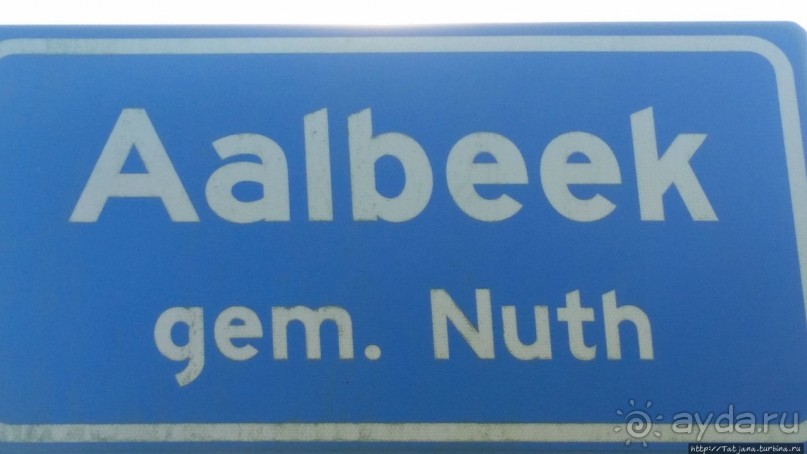 Aalbeek
gem. Nuth
ayda.ru
http://Tatjana.turbina.ru